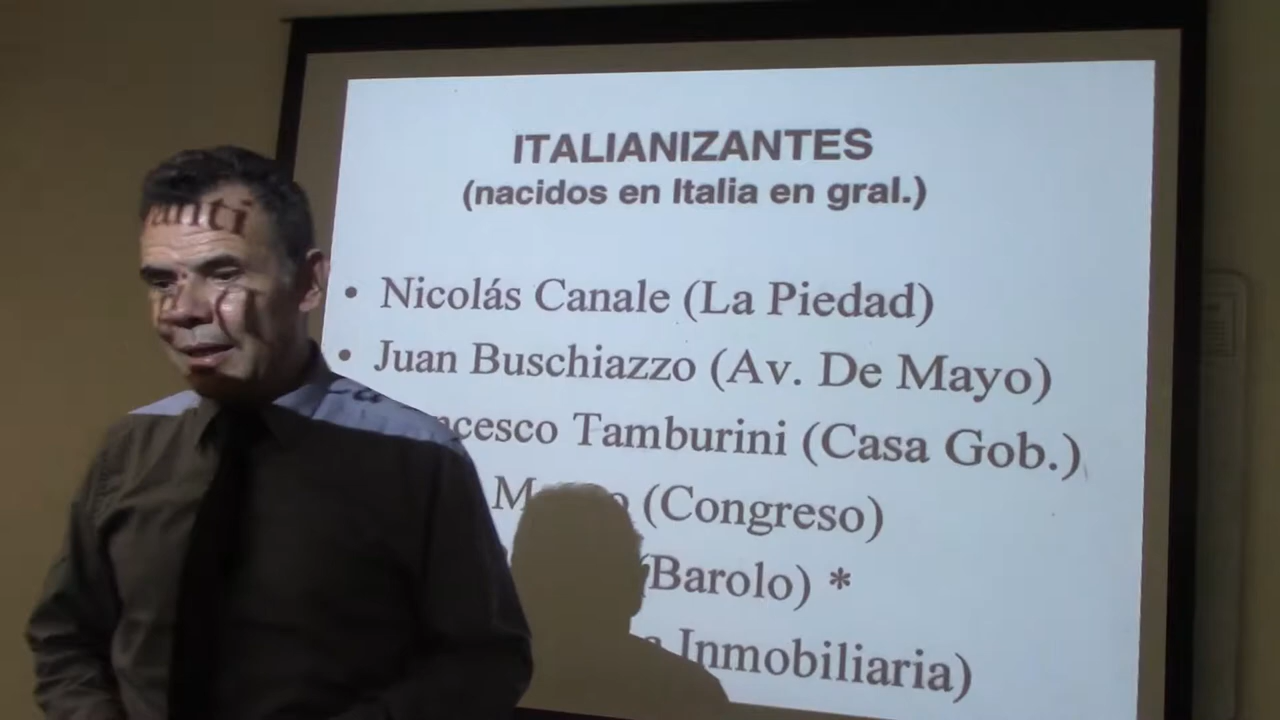 ITALIANIZANTES
(nacidos en Italia en gral.)
• Nicolás Canale (La Piedad)
• Juan Buschiazzo (Av. De Mayo)
ncesco Tamburini (Casa Gob.)
(Congreso)
(Barolo) *
Inmobiliaria)